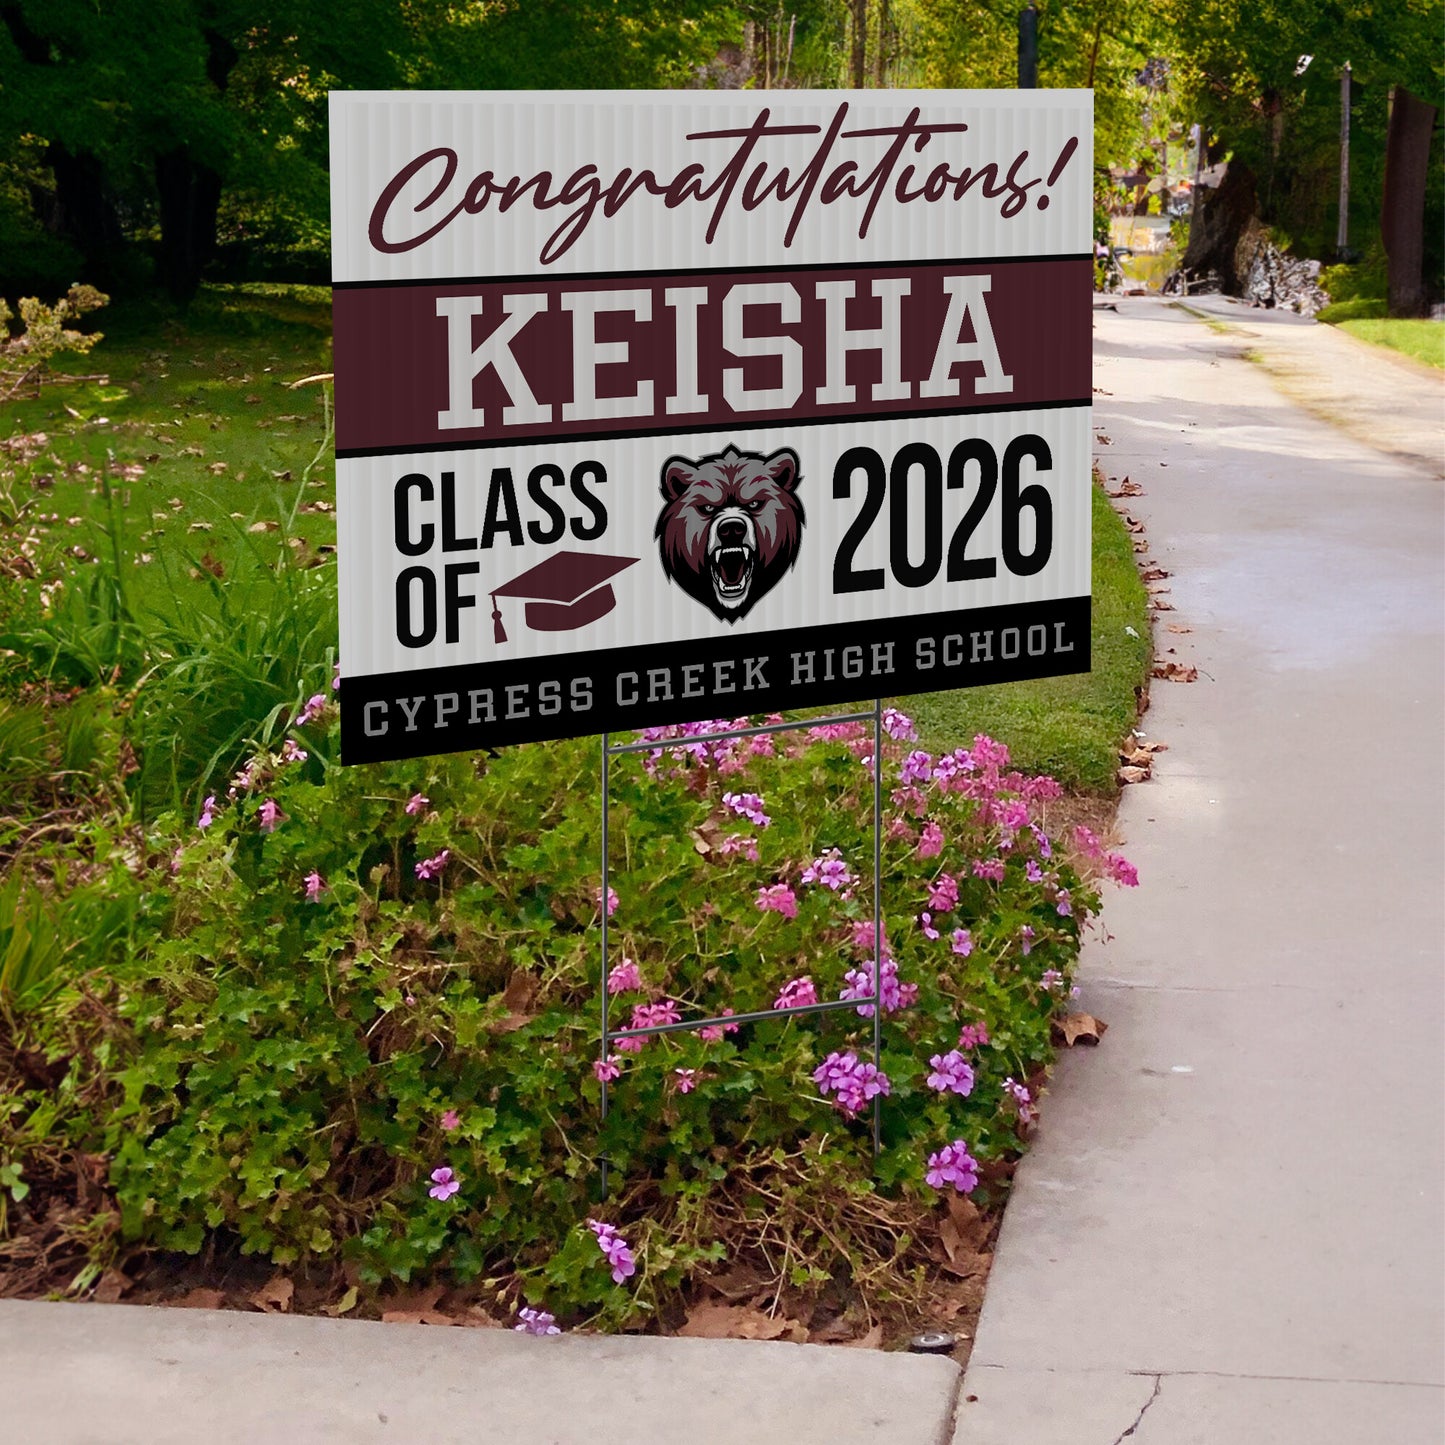 Congratulations!
KEISHA
CLASS
OF
2026
CYPRESS CREEK HIGH SCHOOL